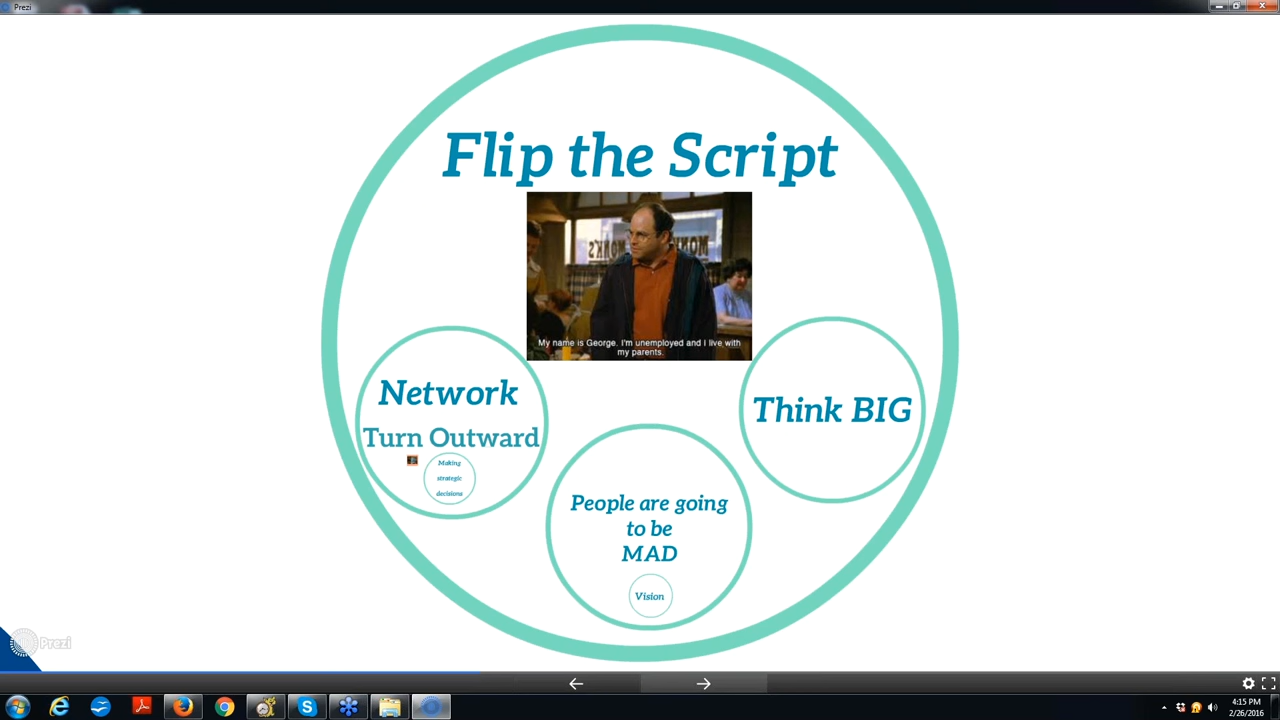 Prezi
Flip the Script
MONK'S
My name is George. I'm unemployed and I live with
my parents.
Network
Turn Outward
Making
strategic
decisions
People are going
to be
MAD
Vision
Think BIG
Prezi
4:15 PM
2/26/2016